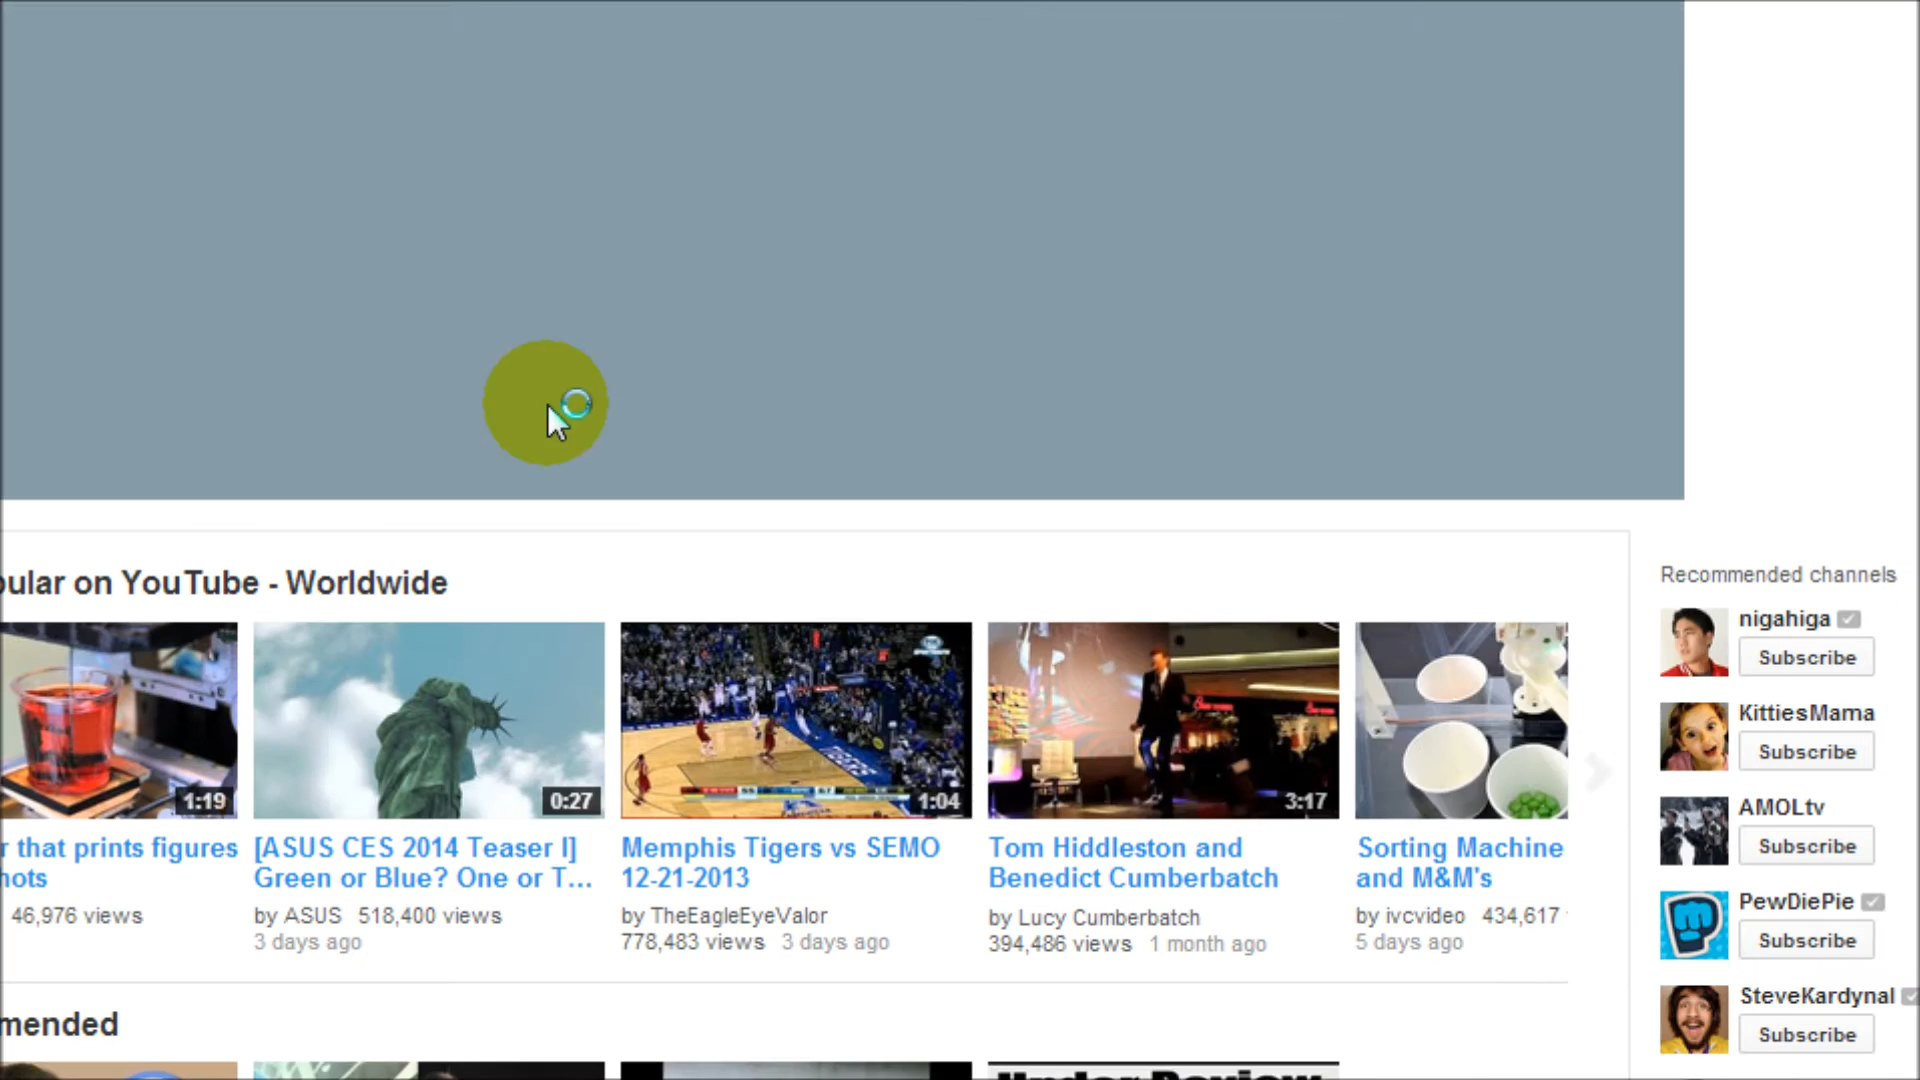 pular on YouTube - Worldwide
1:19
0:27
1:04
3:17
r that prints figures
hots
46,976 views
[ASUS CES 2014 Teaser I]
Green or Blue? One or T...
by ASUS 518,400 views
3 days ago
Memphis Tigers vs SEMO
12-21-2013
by TheEagleEyeValor
778,483 views 3 days ago
Tom Hiddleston and
Benedict Cumberbatch
by Lucy Cumberbatch
394,486 views 1 month ago
Sorting Machine
and M&M's
by ivcvideo 434,617
5 days ago
mended
Under Review
Recommended channels
nigahiga
Subscribe
KittiesMama
Subscribe
AMOLtv
Subscribe
PewDiePie
Subscribe
SteveKardynal
Subscribe